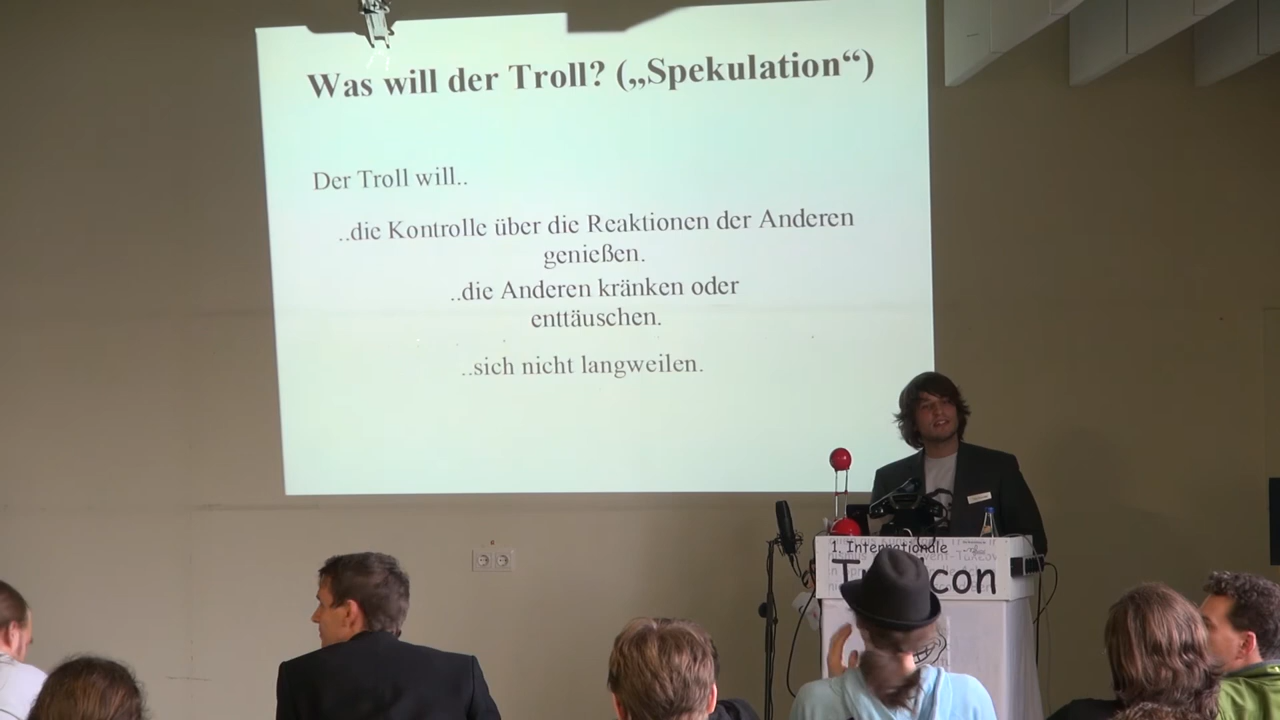 Was will der Troll? („Spekulation“)
Der Troll will..
..die Kontrolle über die Reaktionen der Anderen
genießen.
..die Anderen kränken oder
enttäuschen.
..sich nicht langweilen.
1. Internationale
con